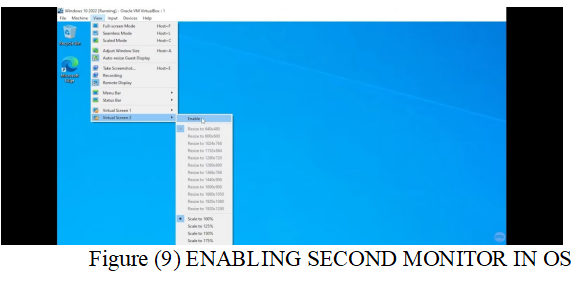 Windows 10 2022 [Running] - Oracle VM VirtualBox : 1
File Machine View Input Devices Help
Full-screen Mode Host+F
Seamless Mode Host+L
Scaled Mode Host+C
Adjust Window Size Host+A
Auto-resize Guest Display
Take Screenshot... Host+E
Recording
Remote Display
Menu Bar
Status Bar
Virtual Screen 1
Virtual Screen 2
Recycle Bin
Microsoft Edge
Enable
Resize to 640x480
Resize to 800x600
Resize to 1024x768
Resize to 1152x864
Resize to 1280x720
Resize to 1280x800
Resize to 1366x768
Resize to 1440x900
Resize to 1600x900
Resize to 1680x1050
Resize to 1920x1080
Resize to 1920x1200
Scale to 100%
Scale to 125%
Scale to 150%
Scale to 175%
Figure (9) ENABLING SECOND MONITOR IN OS